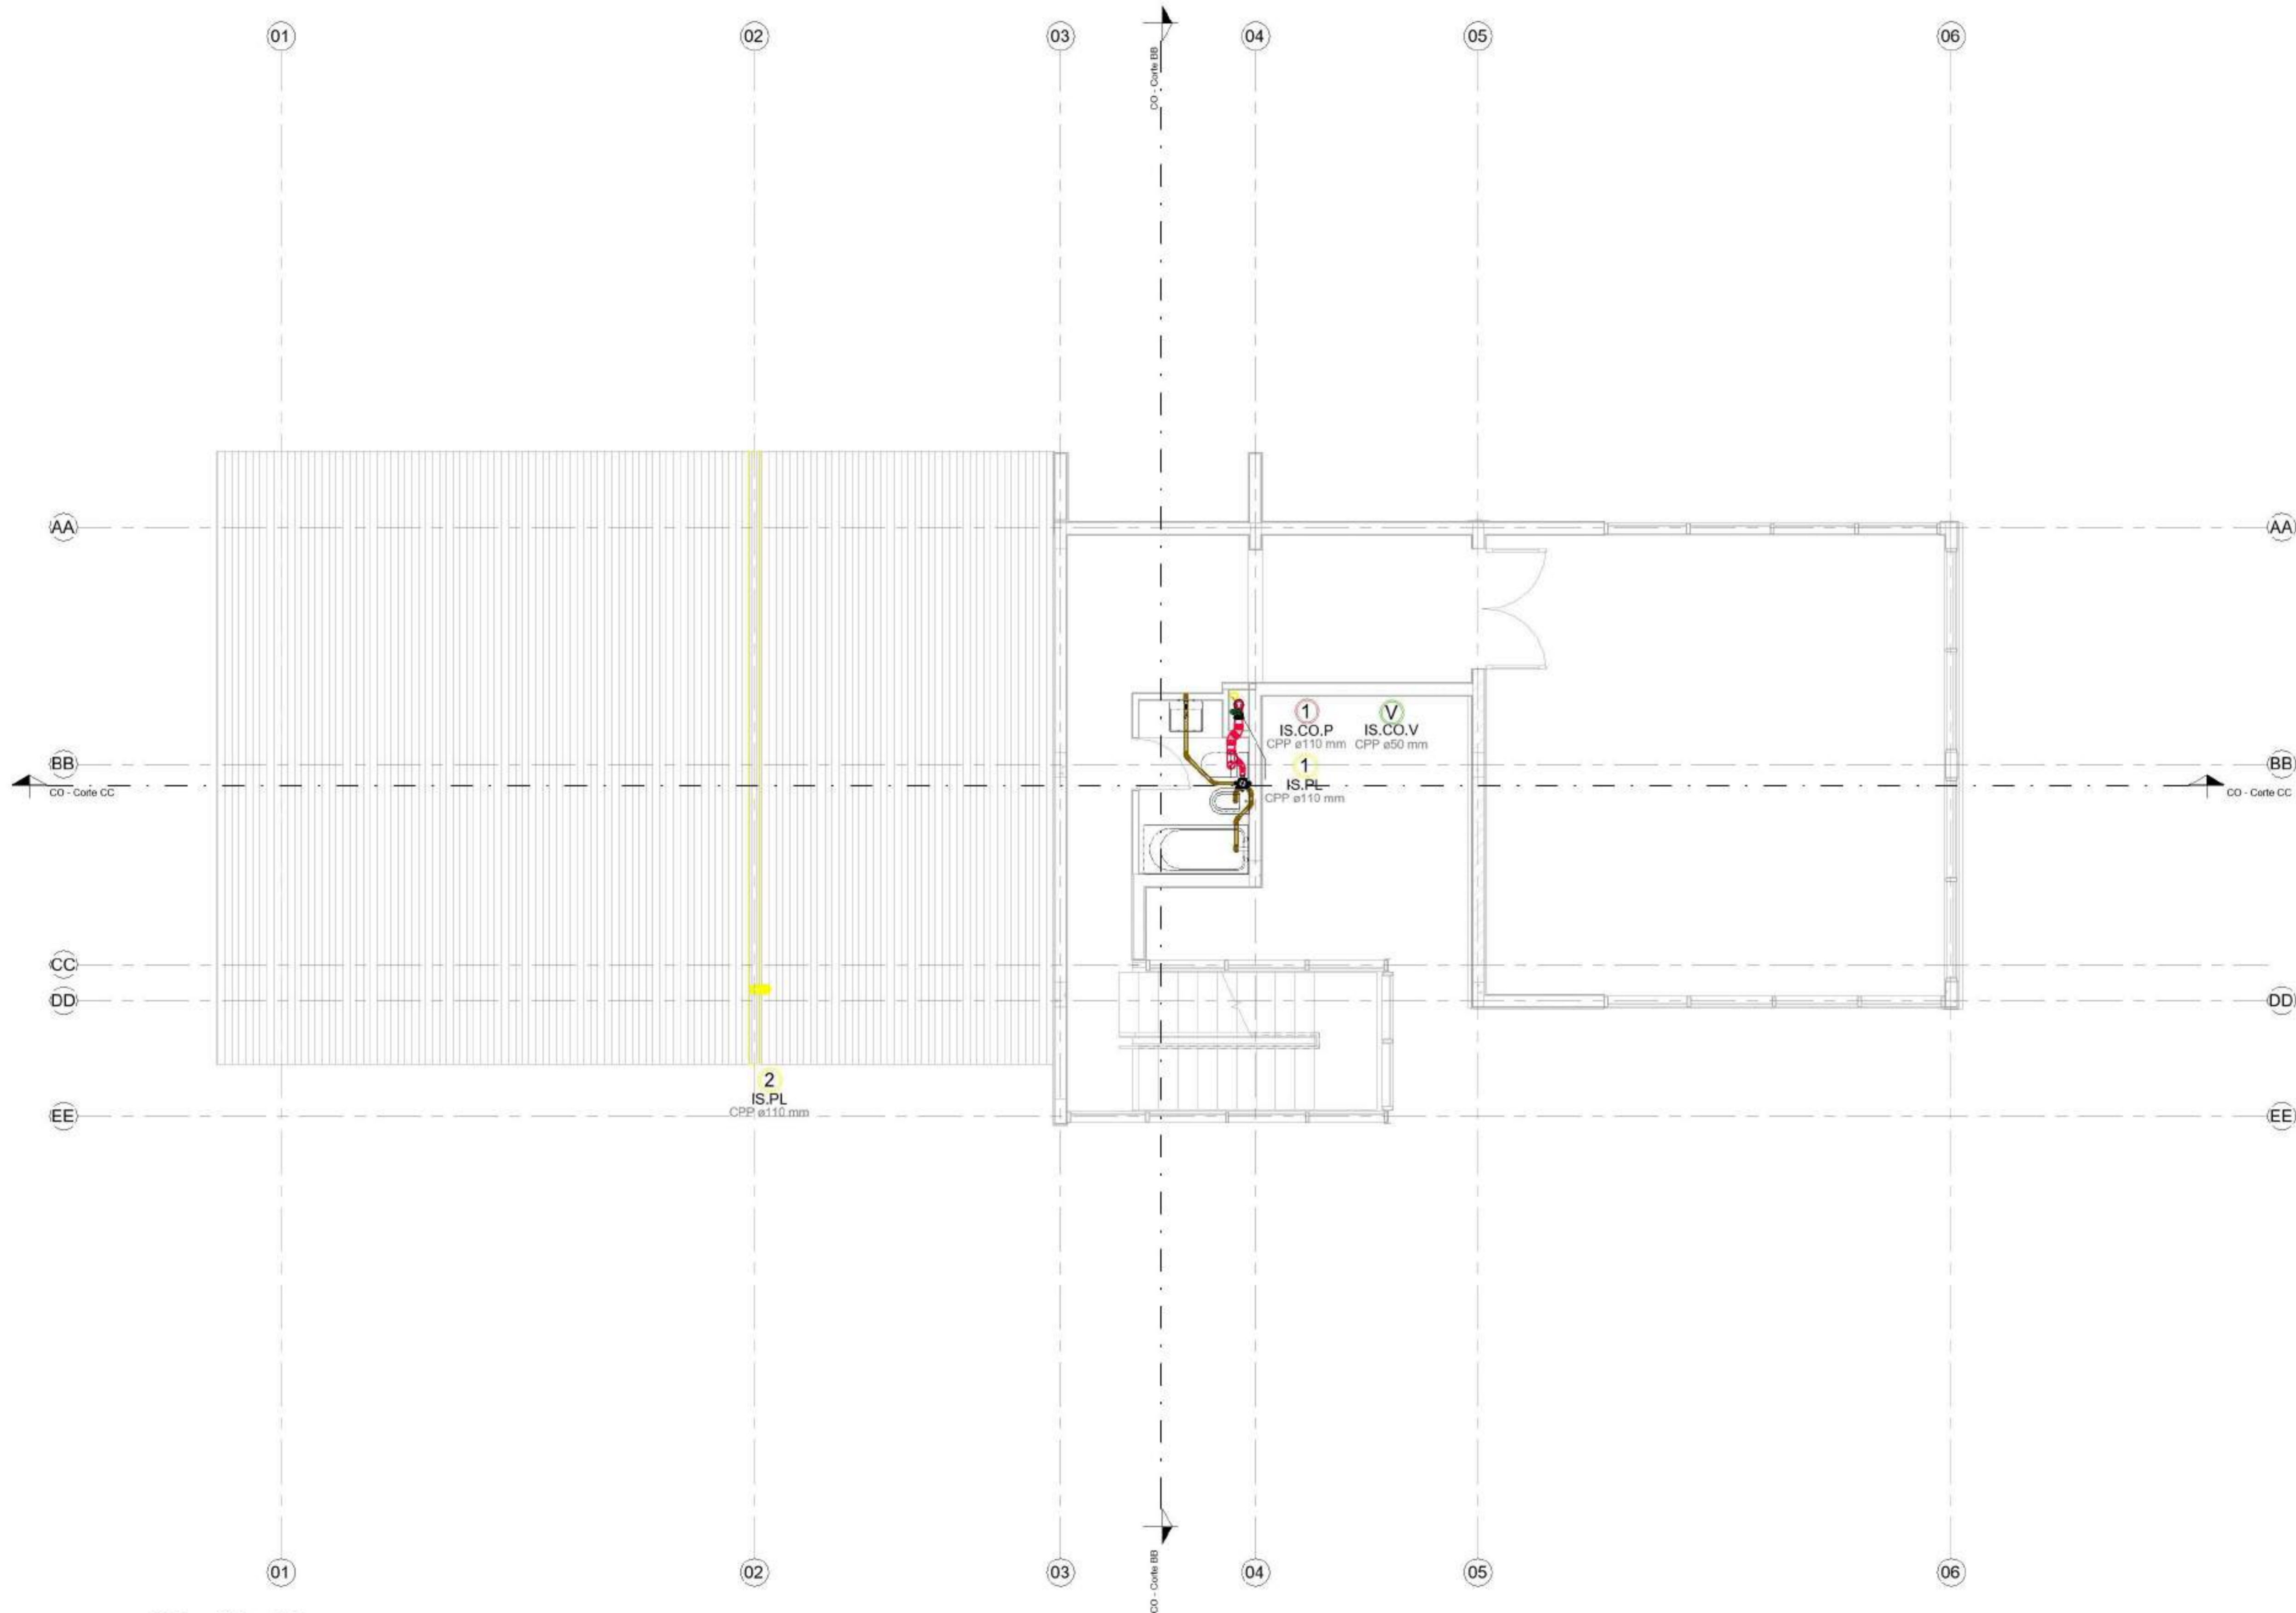 01 02 03 04 05 06
CO - Corte BB
AA AA
1 V
IS.CO.P IS.CO.V
CPP ø110 mm CPP ø50 mm
BB BB
1
IS.PL
CPP ø110 mm
CO - Corte CC CO - Corte CC
CC
DD DD
2
IS.PL
CPP ø110 mm
EE EE
CO - Corte BB
01 02 03 04 05 06